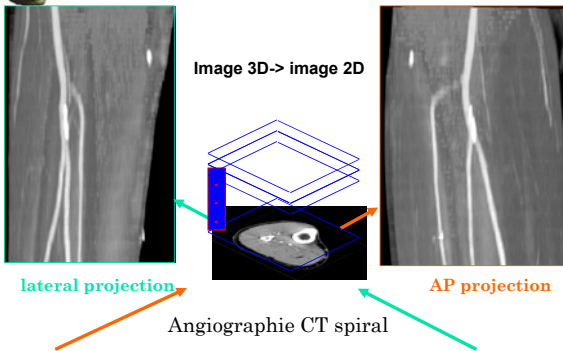 Image 3D-> image 2D
lateral projection
AP projection
Angiographie CT spiral